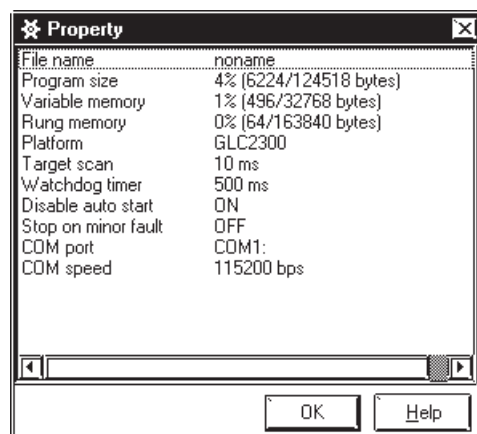 Property
File name noname
Program size 4% (6224/124518 bytes)
Variable memory 1% (496/32768 bytes)
Rung memory 0% (64/163840 bytes)
Platform GLC2300
Target scan 10 ms
Watchdog timer 500 ms
Disable auto start ON
Stop on minor fault OFF
COM port COM1:
COM speed 115200 bps
OK Help